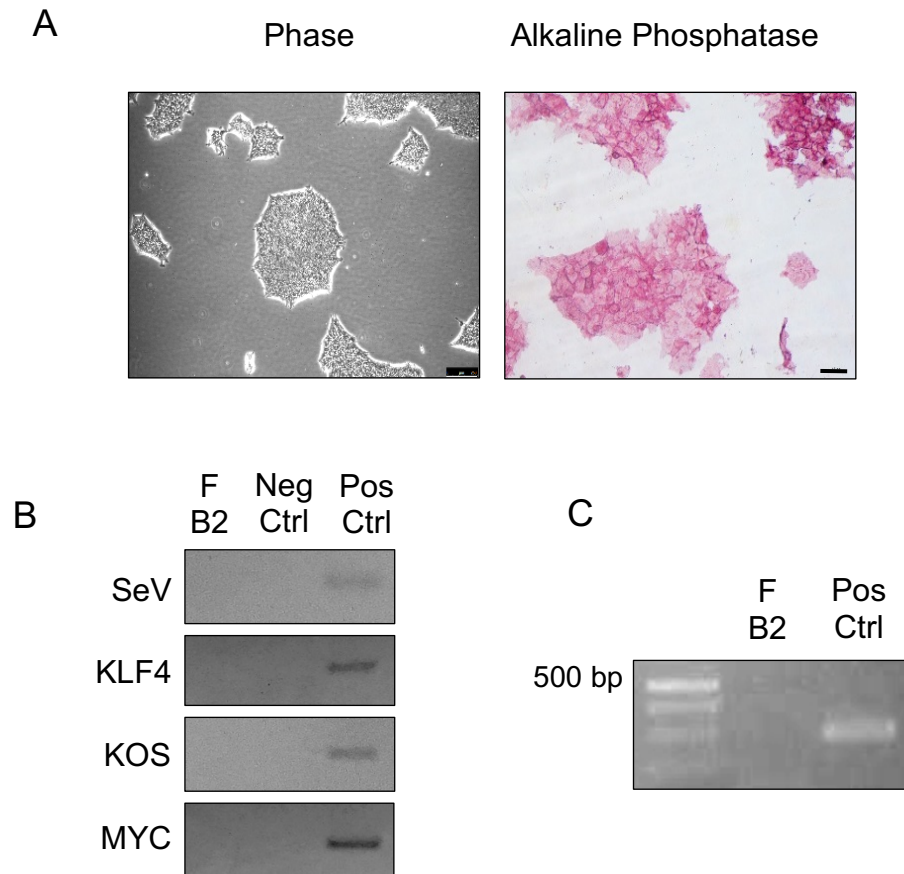 A
Phase
Alkaline Phosphatase
B
F
B2
Neg
Ctrl
Pos
Ctrl
SeV
KLF4
KOS
MYC
C
F
B2
Pos
Ctrl
500 bp